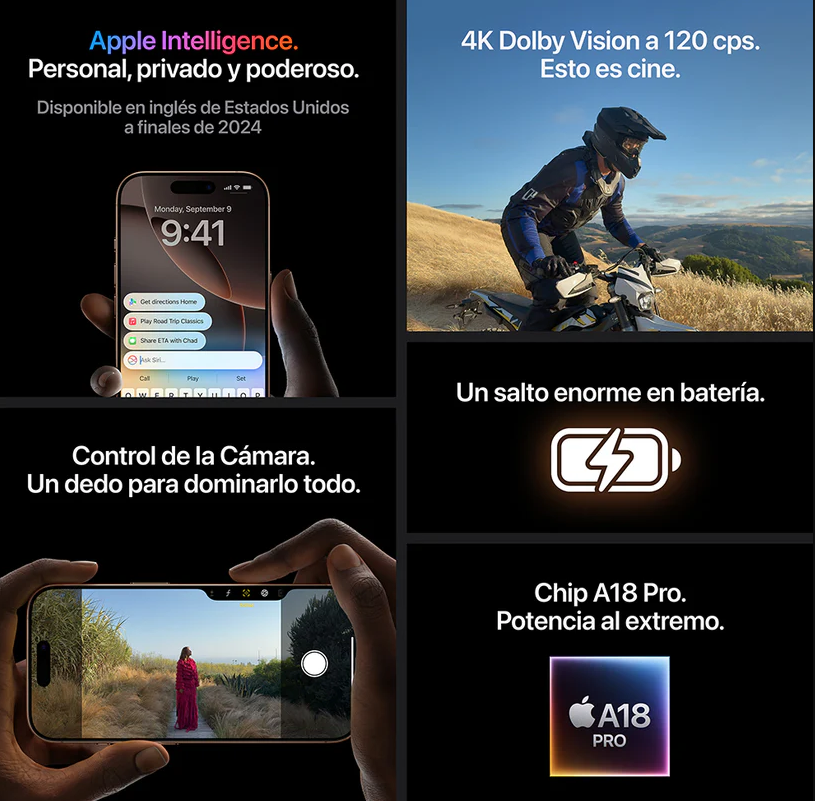 Apple Intelligence.
Personal, privado y poderoso.
Disponible en inglés de Estados Unidos
a finales de 2024
Monday, September 9
9:41
Get directions Home
Play Road Trip Classics
Share ETA with Chad
Ask Siri...
Call Play Set
Q W E R T Y U I O P
4K Dolby Vision a 120 cps.
Esto es cine.
Un salto enorme en batería.
Control de la Cámara.
Un dedo para dominarlo todo.
Chip A18 Pro.
Potencia al extremo.
A18
PRO